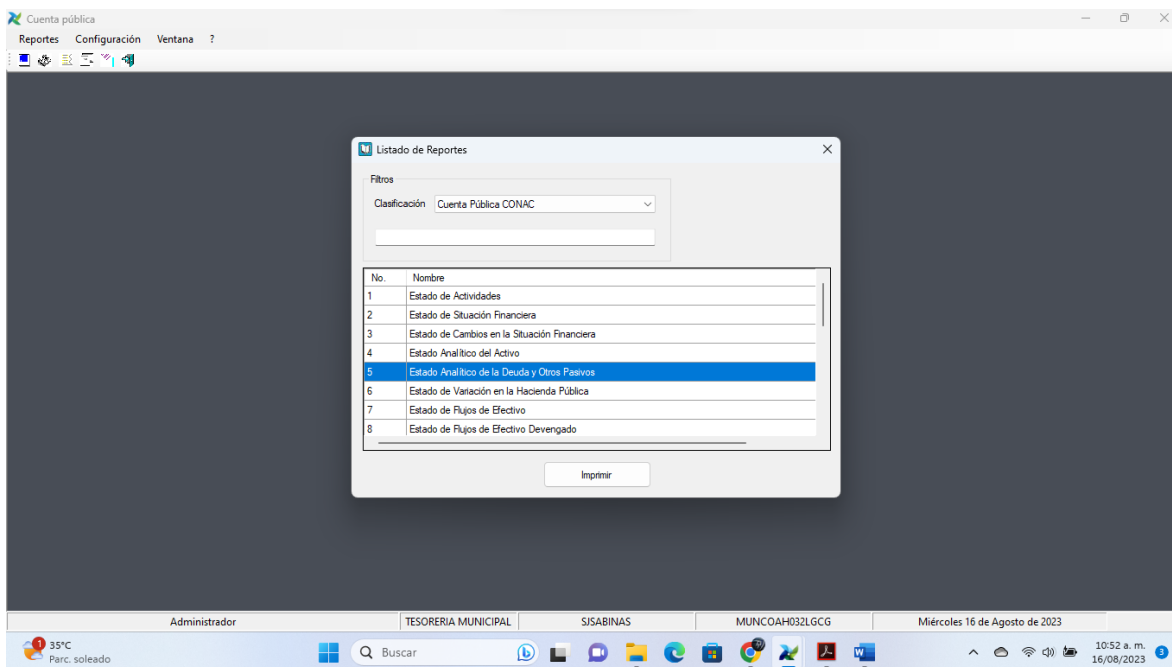 Cuenta pública
Reportes Configuración Ventana ?
Listado de Reportes
Filtros
Clasificación Cuenta Pública CONAC
No. Nombre
1 Estado de Actividades
2 Estado de Situación Financiera
3 Estado de Cambios en la Situación Financiera
4 Estado Analítico del Activo
5 Estado Analítico de la Deuda y Otros Pasivos
6 Estado de Variación en la Hacienda Pública
7 Estado de Flujos de Efectivo
8 Estado de Flujos de Efectivo Devengado
Imprimir
Administrador TESORERIA MUNICIPAL SJSABINAS MUNCOAH032LGCG Miércoles 16 de Agosto de 2023
1 35°C
Parc. soleado
Buscar
10:52 a. m.
16/08/2023
3